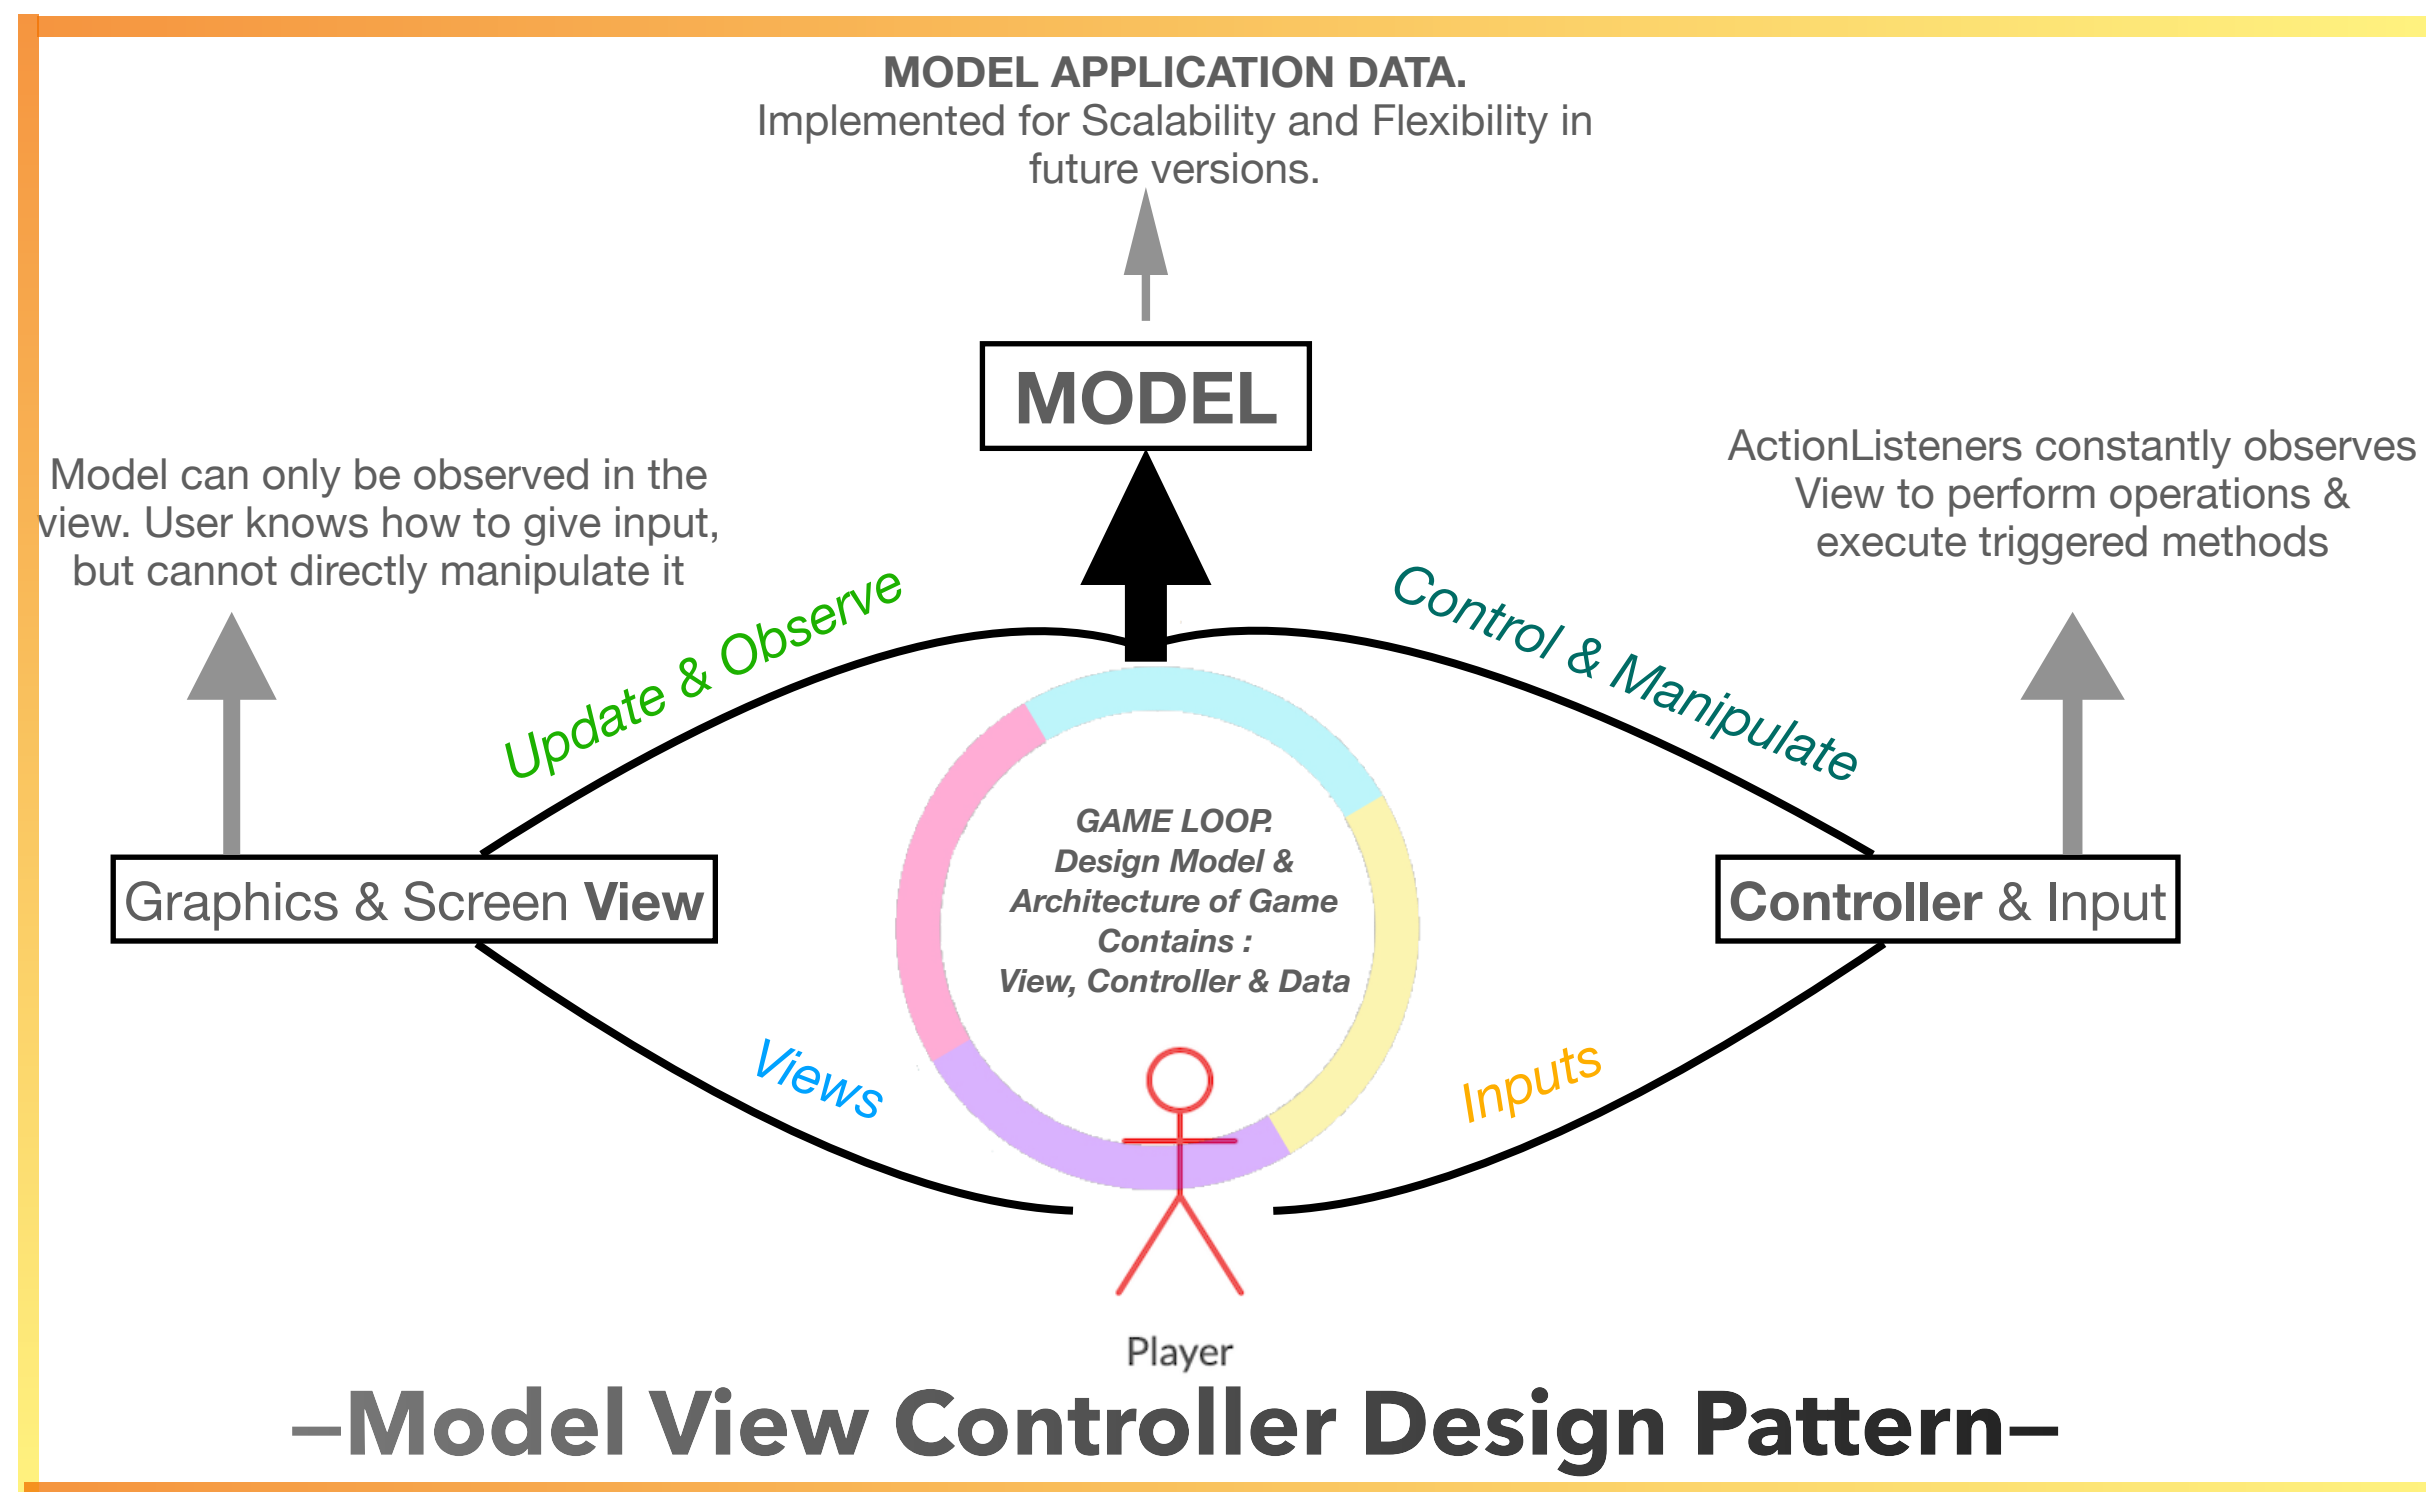 MODEL APPLICATION DATA.
Implemented for Scalability and Flexibility in
future versions.
MODEL
Model can only be observed in the
view. User knows how to give input,
but cannot directly manipulate it
ActionListeners constantly observes
View to perform operations &
execute triggered methods
Update & Observe
Control & Manipulate
Graphics & Screen View
GAME LOOP.
Design Model &
Architecture of Game
Contains :
View, Controller & Data
Controller & Input
Views
Inputs
Player
–Model View Controller Design Pattern–